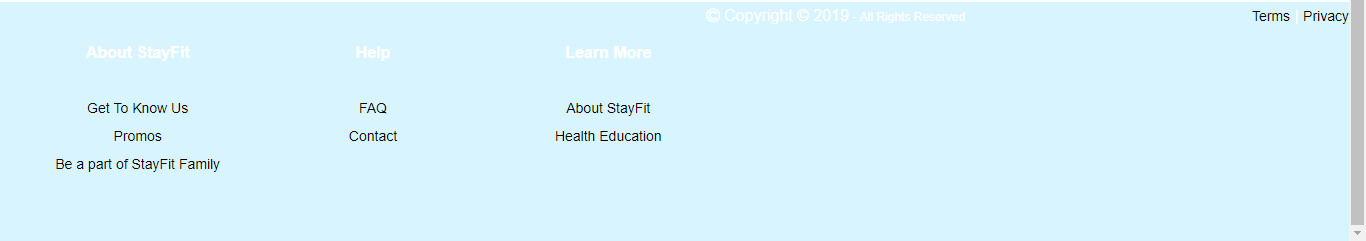 © Copyright © 2019 - All Rights Reserved
Terms | Privacy
About StayFit
Help
Learn More
Get To Know Us
FAQ
About StayFit
Promos
Contact
Health Education
Be a part of StayFit Family